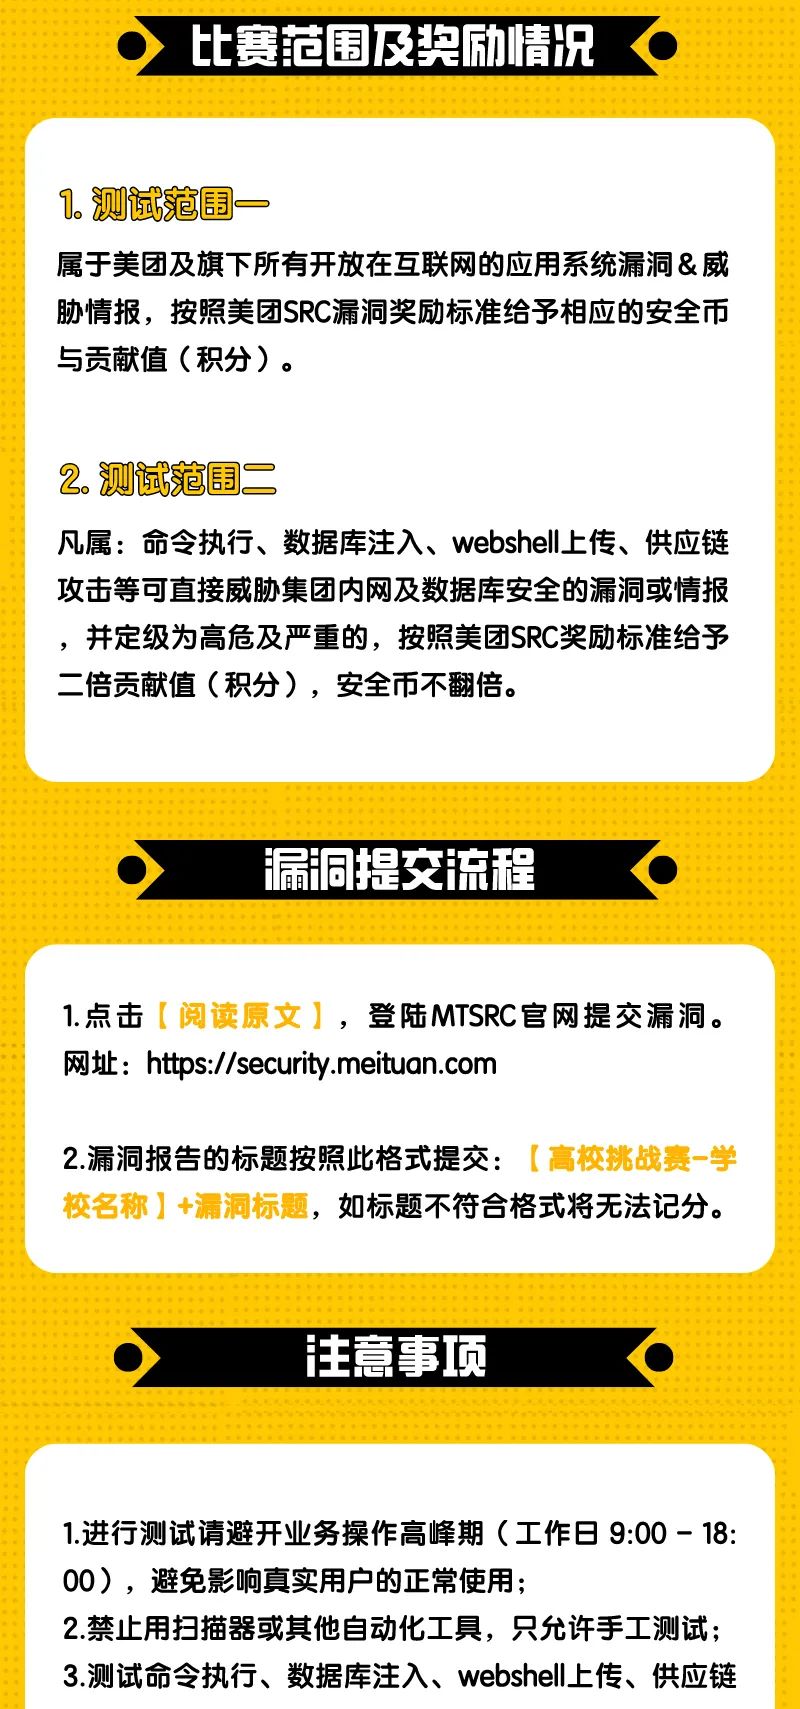 比赛范围及奖励情况
1. 测试范围一
属于美团及旗下所有开放在互联网的应用系统漏洞&威
胁情报，按照美团SRC漏洞奖励标准给予相应的安全币
与贡献值（积分）。
2. 测试范围二
凡属：命令执行、数据库注入、webshell上传、供应链
攻击等可直接威胁集团内网及数据库安全的漏洞或情报
，并定级为高危及严重的，按照美团SRC奖励标准给予
二倍贡献值（积分），安全币不翻倍。
漏洞提交流程
1.点击【阅读原文】，登陆MTSRC官网提交漏洞。
网址：https://security.meituan.com
2.漏洞报告的标题按照此格式提交：【高校挑战赛-学
校名称】+漏洞标题，如标题不符合格式将无法记分。
注意事项
1.进行测试请避开业务操作高峰期（工作日 9:00 - 18:
00），避免影响真实用户的正常使用；
2.禁止用扫描器或其他自动化工具，只允许手工测试；
3.测试命令执行、数据库注入、webshell上传、供应链